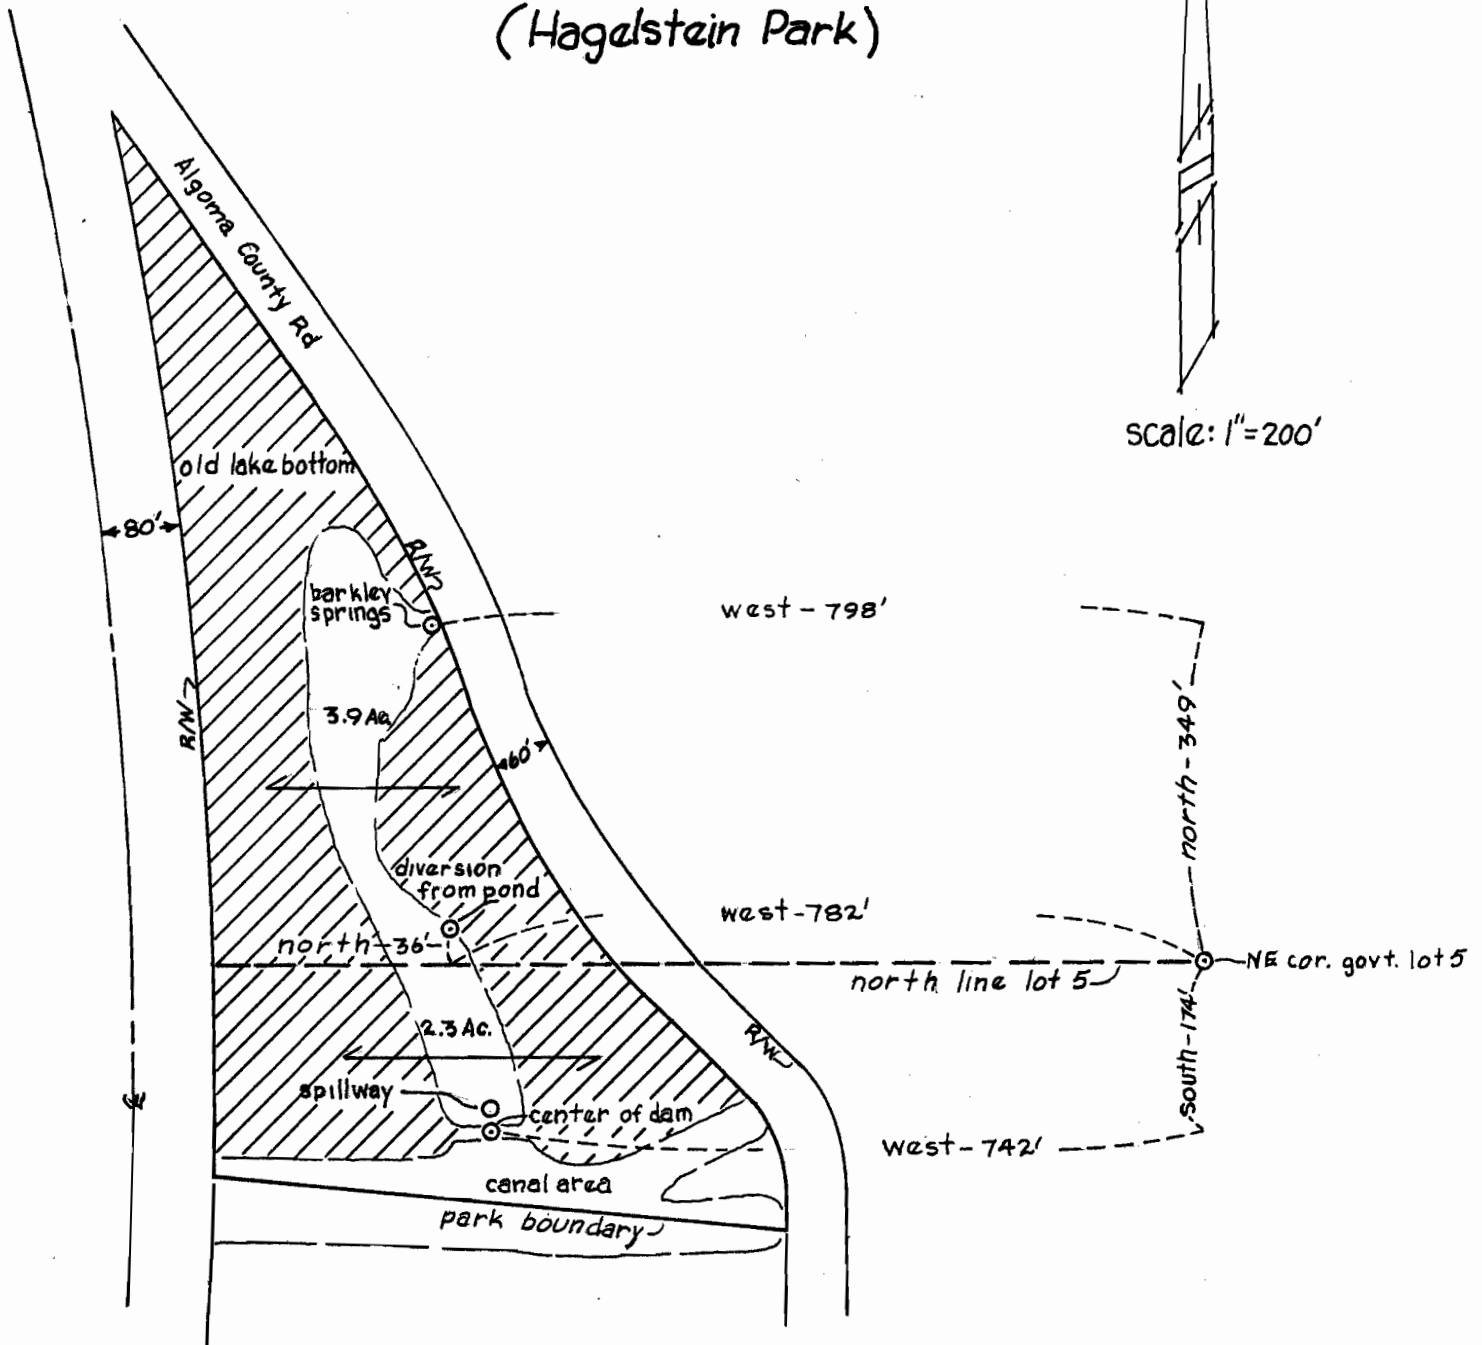 (Hagelstein Park)
Algoma County Rd
scale: 1"=200'
old lake bottom
80'
R/W
barkley
springs
west - 798'
R/W
3.9 Ac.
north - 349'
60'
diversion
from pond
west - 782'
north - 36'
NE cor. govt. lot 5
north line lot 5
2.3 Ac.
R/W
south - 174'
spillway
center of dam
west - 742'
canal area
park boundary